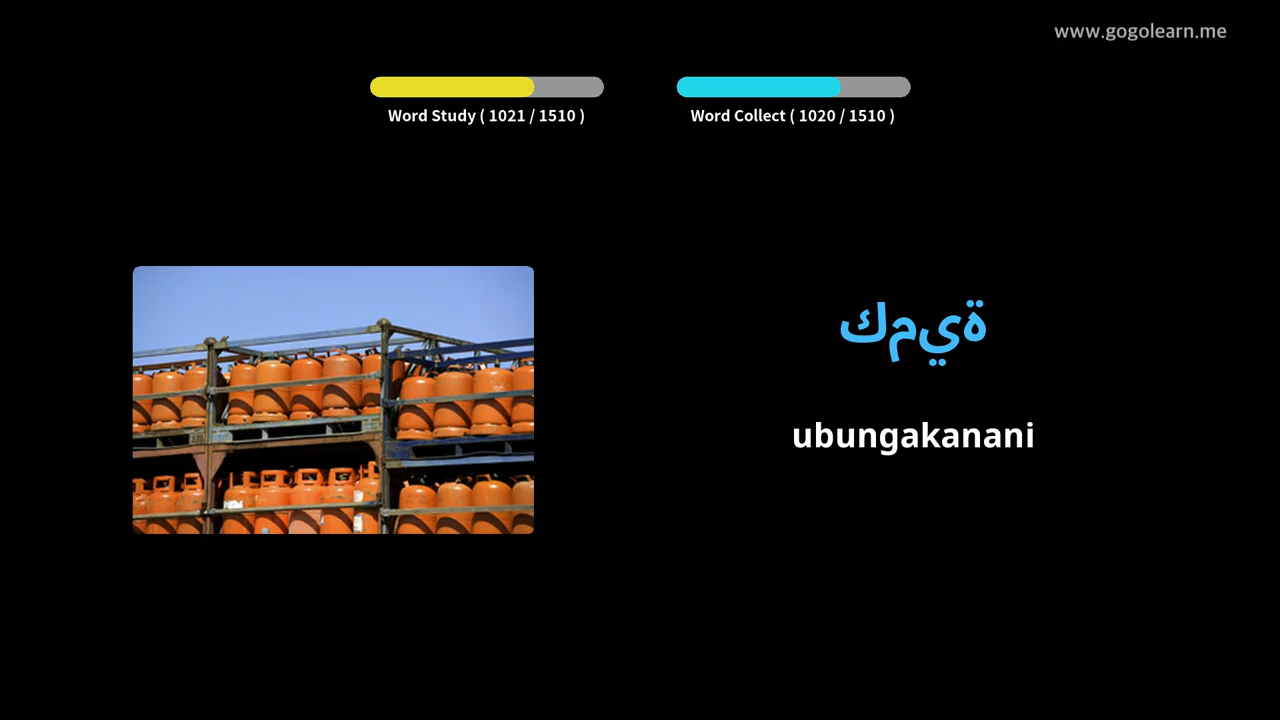 www.gogolearn.me
Word Study ( 1021 / 1510 )
Word Collect ( 1020 / 1510 )
كمية
ubungakanani